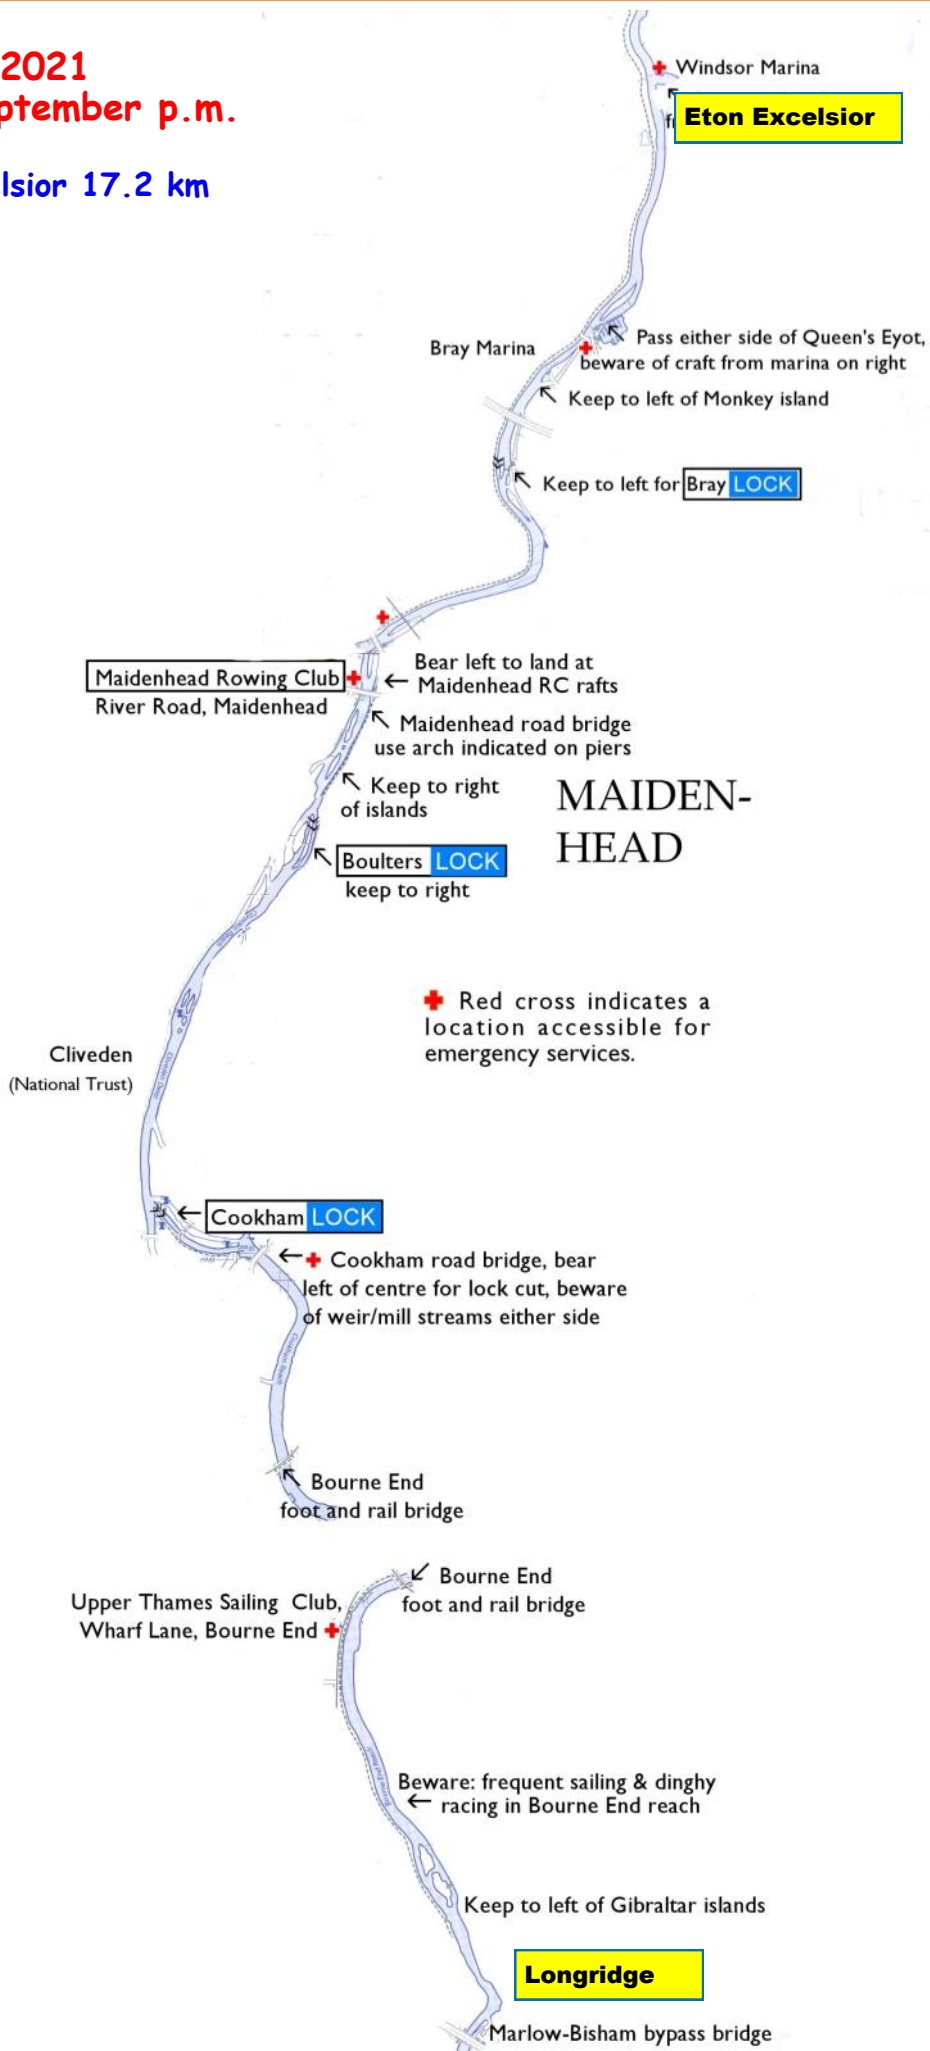 2021
ptember p.m.
lsior 17.2 km
Windsor Marina
Eton Excelsior
Bray Marina
Pass either side of Queen's Eyot,
beware of craft from marina on right
Keep to left of Monkey island
Keep to left for Bray LOCK
Maidenhead Rowing Club
River Road, Maidenhead
Bear left to land at
Maidenhead RC rafts
Maidenhead road bridge
use arch indicated on piers
Keep to right
of islands
MAIDEN-
HEAD
Boulters LOCK
keep to right
Red cross indicates a
location accessible for
emergency services.
Cliveden
(National Trust)
Cookham LOCK
Cookham road bridge, bear
left of centre for lock cut, beware
of weir/mill streams either side
Cookham Reach
Bourne End
foot and rail bridge
Bourne End
foot and rail bridge
Upper Thames Sailing Club,
Wharf Lane, Bourne End
Bourne End Reach
Beware: frequent sailing & dinghy
racing in Bourne End reach
Keep to left of Gibraltar islands
Longridge
Marlow-Bisham bypass bridge